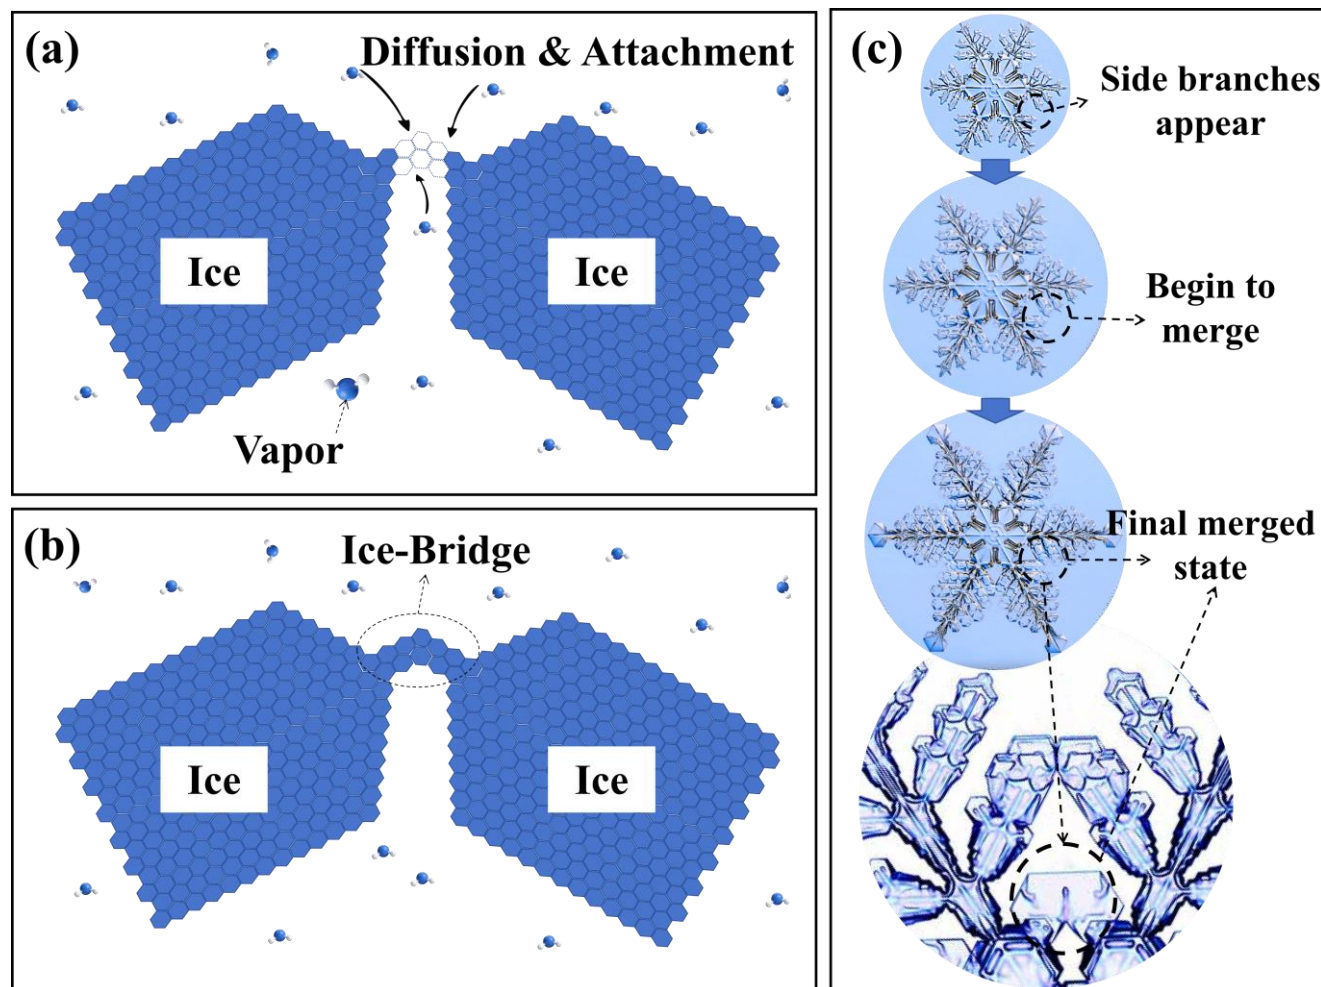 (a)
Diffusion & Attachment
Ice
Ice
Vapor
(b)
Ice-Bridge
Ice
Ice
(c)
Side branches
appear
Begin to
merge
Final merged
state